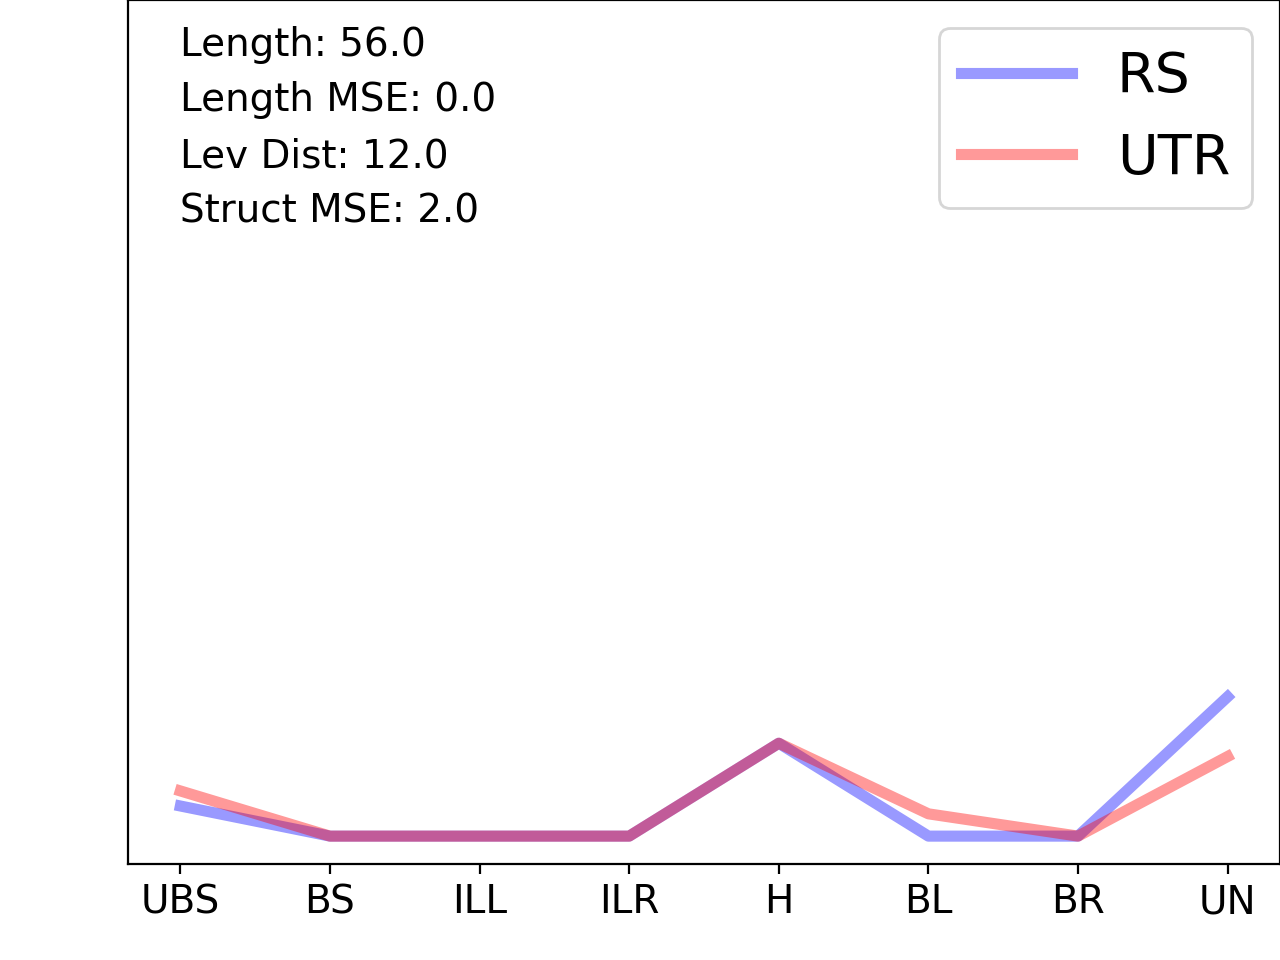 Length: 56.0
Length MSE: 0.0
Lev Dist: 12.0
Struct MSE: 2.0
RS
UTR
UBS BS ILL ILR H BL BR UN